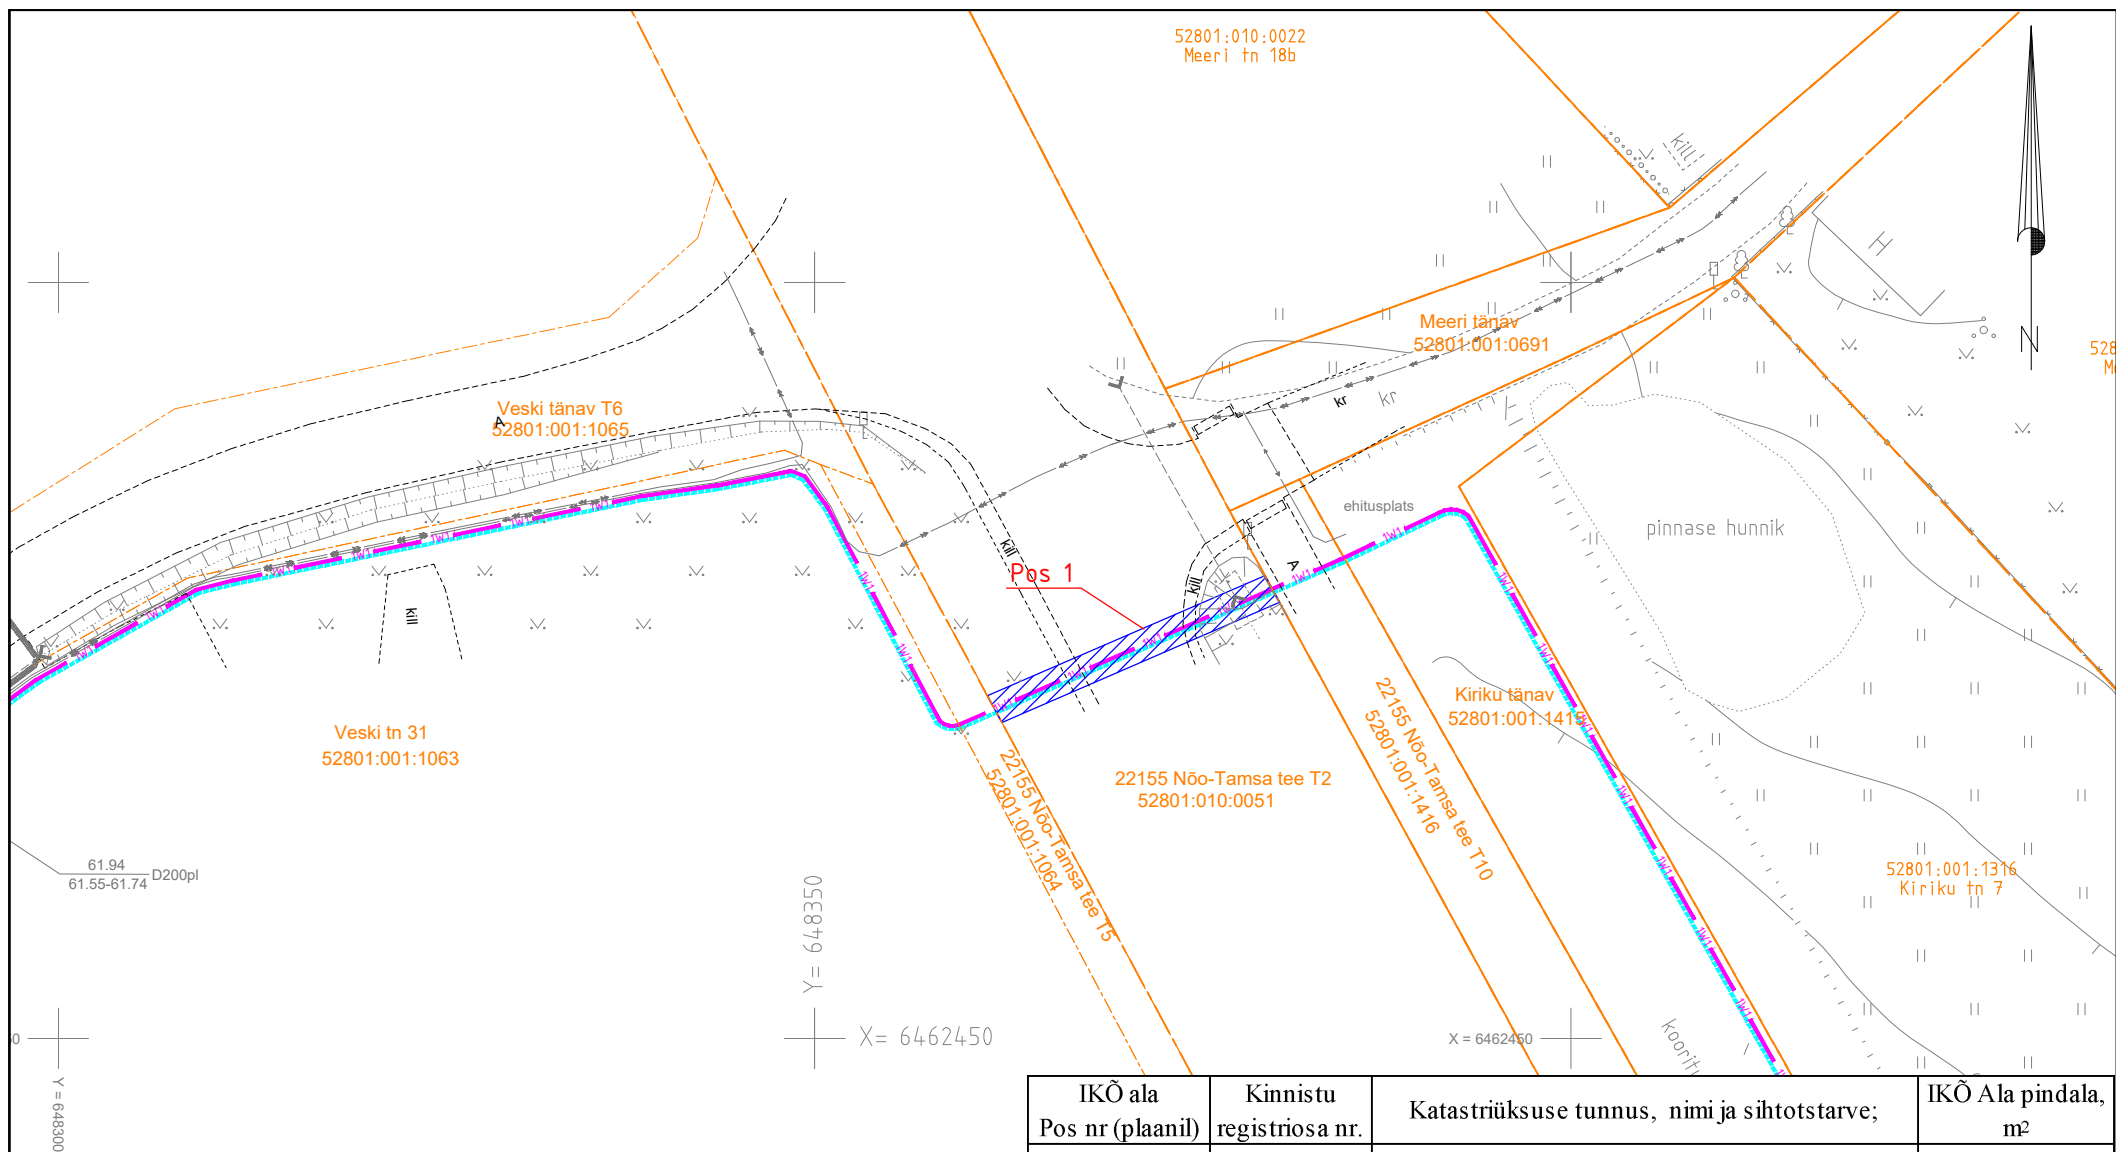 52801:010:0022
Meeri tn 18b
kill
H
N
Meeri tänav
52801:001:0691
Veski tänav T6
A
52801:001:1065
kr
kr
ehitusplats
pinnase hunnik
kill
Pos 1
kill
A
kill
1W1
Veski tn 31
52801:001:1063
Kiriku tänav
52801:001:1419
22155 Nõo-Tamsa tee T2
52801:010:0051
22155 Nõo-Tamsa tee T5
52801:001:1064
22155 Nõo-Tamsa tee T10
52801:001:1416
61.94
61.55-61.74
D200pl
52801:001:1316
Kiriku tn 7
Y= 648350
X= 6462450
X = 6462450
Y = 648300
IKÕ ala
Pos nr (plaanil)
Kinnistu
registriosa nr.
Katastriüksuse tunnus, nimi ja sihtotstarve;
IKÕ Ala pindala,
m²